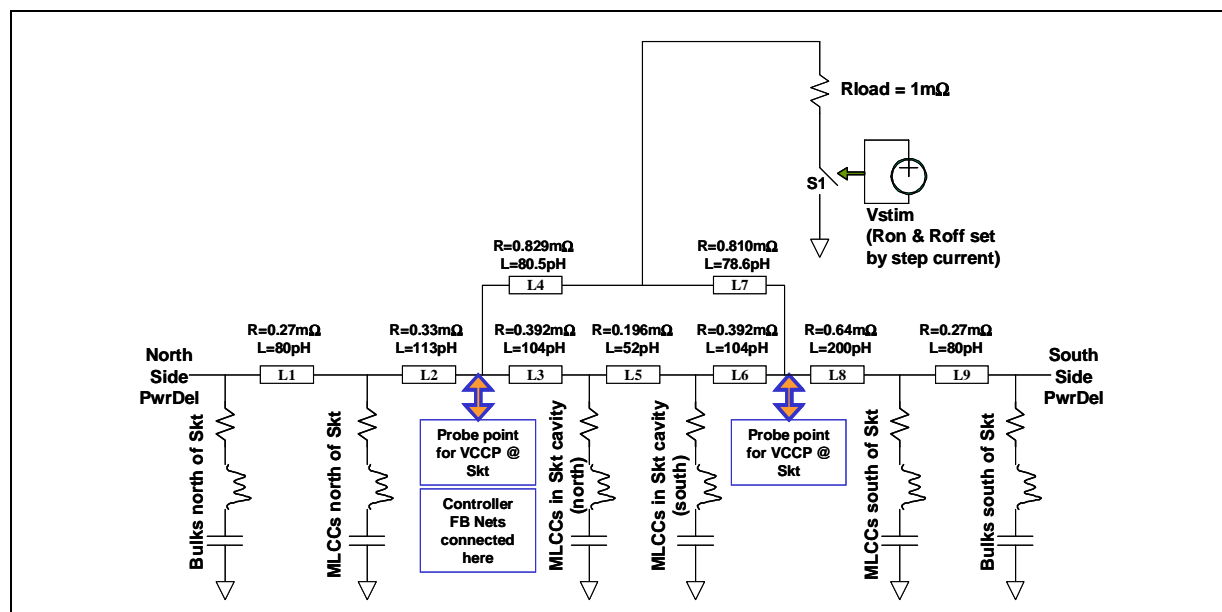 Rload = 1mΩ
S1
Vstim
(Ron & Roff set
by step current)
R=0.829mΩ
L=80.5pH
L4
R=0.810mΩ
L=78.6pH
L7
R=0.27mΩ
L=80pH
L1
R=0.33mΩ
L=113pH
L2
R=0.392mΩ
L=104pH
L3
R=0.196mΩ
L=52pH
L5
R=0.392mΩ
L=104pH
L6
R=0.64mΩ
L=200pH
L8
R=0.27mΩ
L=80pH
L9
North
Side
PwrDel
South
Side
PwrDel
Bulks north of Skt
MLCCs north of Skt
Probe point
for VCCP @
Skt
Controller
FB Nets
connected
here
MLCCs in Skt cavity
(north)
MLCCs in Skt cavity
(south)
Probe point
for VCCP @
Skt
MLCCs south of Skt
Bulks south of Skt